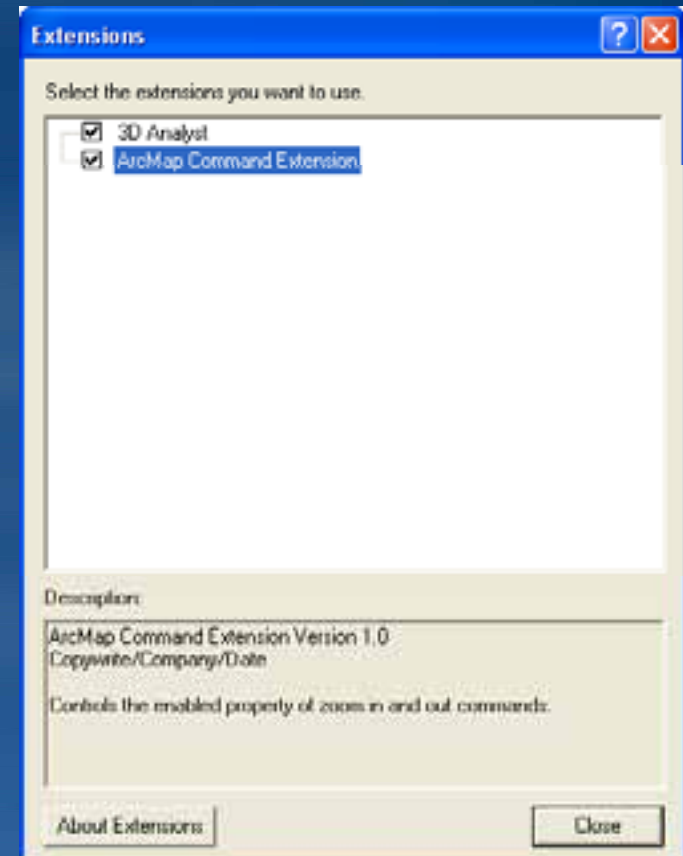 Extensions
Select the extensions you want to use.
3D Analyst
ArcMap Command Extension
Description:
ArcMap Command Extension Version 1.0
Copywrite/Company/Date
Controls the enabled property of zoom in and out commands.
About Extensions
Close